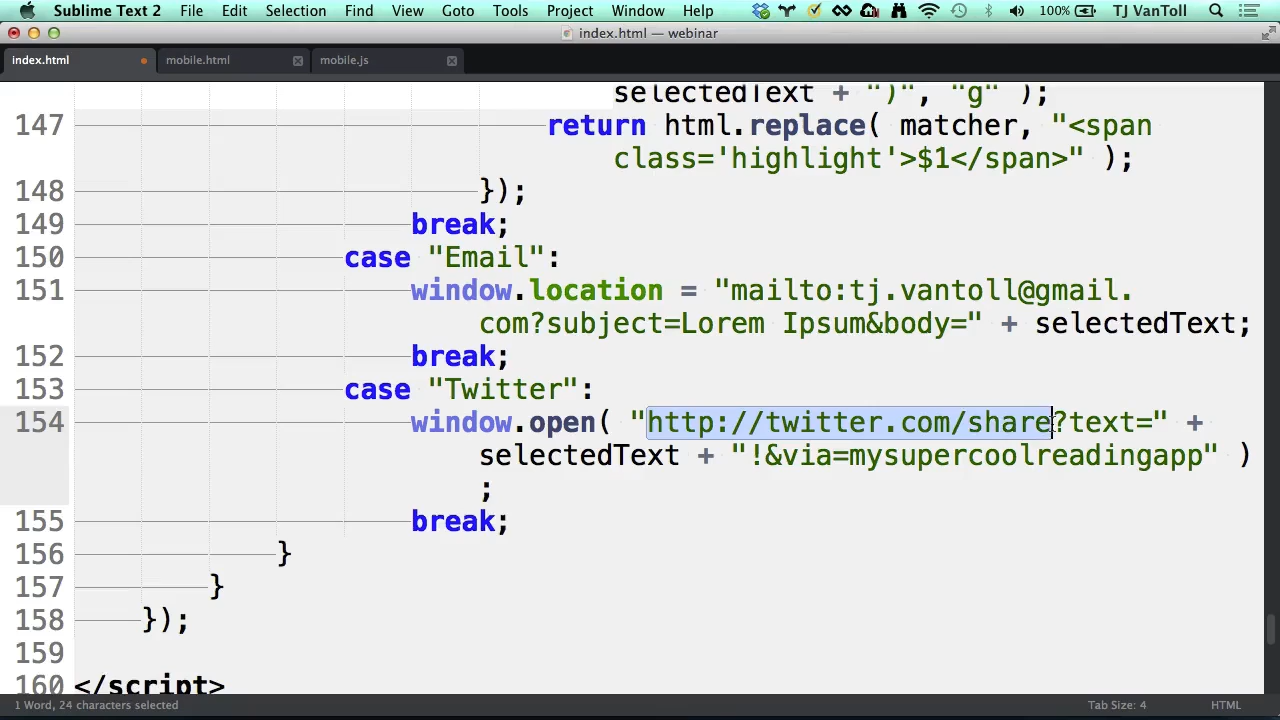 Sublime Text 2 File Edit Selection Find View Goto Tools Project Window Help 100% TJ VanToll
index.html — webinar
index.html mobile.html mobile.js
selectedText + ")", "g" );
147 return html.replace( matcher, "<span
class='highlight'>$1</span>" );
148 });
149 break;
150 case "Email":
151 window.location = "mailto:tj.vantoll@gmail.
com?subject=Lorem Ipsum&body=" + selectedText;
152 break;
153 case "Twitter":
154 window.open( "http://twitter.com/share?text=" +
selectedText + "!&via=mysupercoolreadingapp" )
;
155 break;
156 }
157 }
158 });
159
160 </script>
1 Word, 24 characters selected Tab Size: 4 HTML